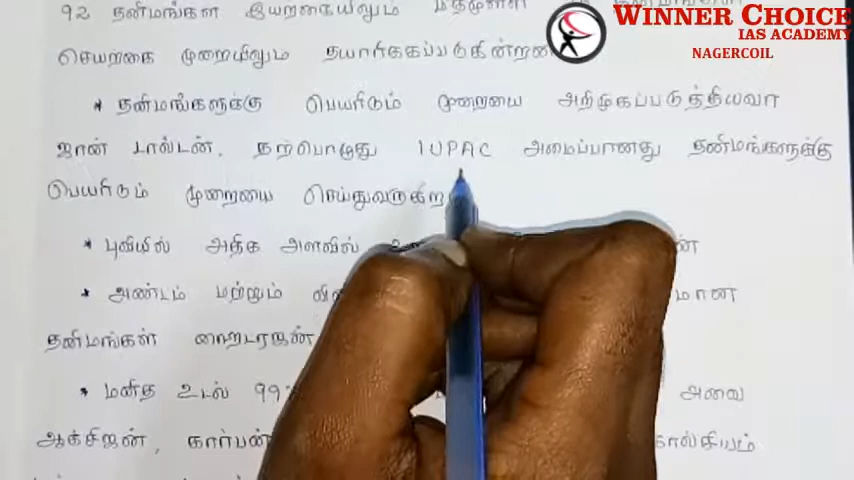 92 தனிமங்கள் இயற்கையிலும்
WINNER CHOICE
IAS ACADEMY
NAGERCOIL
செயற்கை முறையிலும் தயாரிக்கப்படுகின்றன
* தனிமங்களுக்கு பெயரிடும் முறையை அறிமுகப்படுத்தியவர்
ஜான் டால்டன். தற்பொழுது IUPAC அமைப்பானது தனிமங்களுக்கு
பெயரிடும் முறையை செய்துவருகிற
* புவியில் அதிக அளவில்
* அண்டம் மற்றும் மான
தனிமங்கள் ஹைட்ரஜன்
* மனித உடல் 99 அவை
ஆக்சிஜன், கார்பன் கால்சியம்